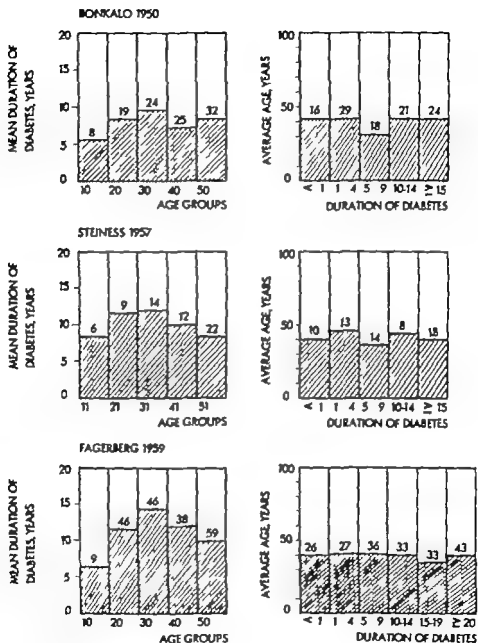 BONKALO 1950
MEAN DURATION OF
DIABETES, YEARS
20
15
10
5
0
8 19 24 25 32
10 20 30 40 50
AGE GROUPS
AVERAGE AGE, YEARS
100
50
0
16 29 18 21 24
< 1 1 4 5 9 10-14 ≥ 15
DURATION OF DIABETES
STEINESS 1957
MEAN DURATION OF
DIABETES, YEARS
20
15
10
5
0
6 9 14 12 22
11 21 31 41 51
AGE GROUPS
AVERAGE AGE, YEARS
100
50
0
10 13 14 8 18
< 1 1 4 5 9 10-14 ≥ 15
DURATION OF DIABETES
FAGERBERG 1959
MEAN DURATION OF
DIABETES, YEARS
20
15
10
5
0
9 46 46 38 59
10 20 30 40 50
AGE GROUPS
AVERAGE AGE, YEARS
100
50
0
26 27 36 33 33 43
< 1 1 4 5 9 10-14 15-19 ≥ 20
DURATION OF DIABETES